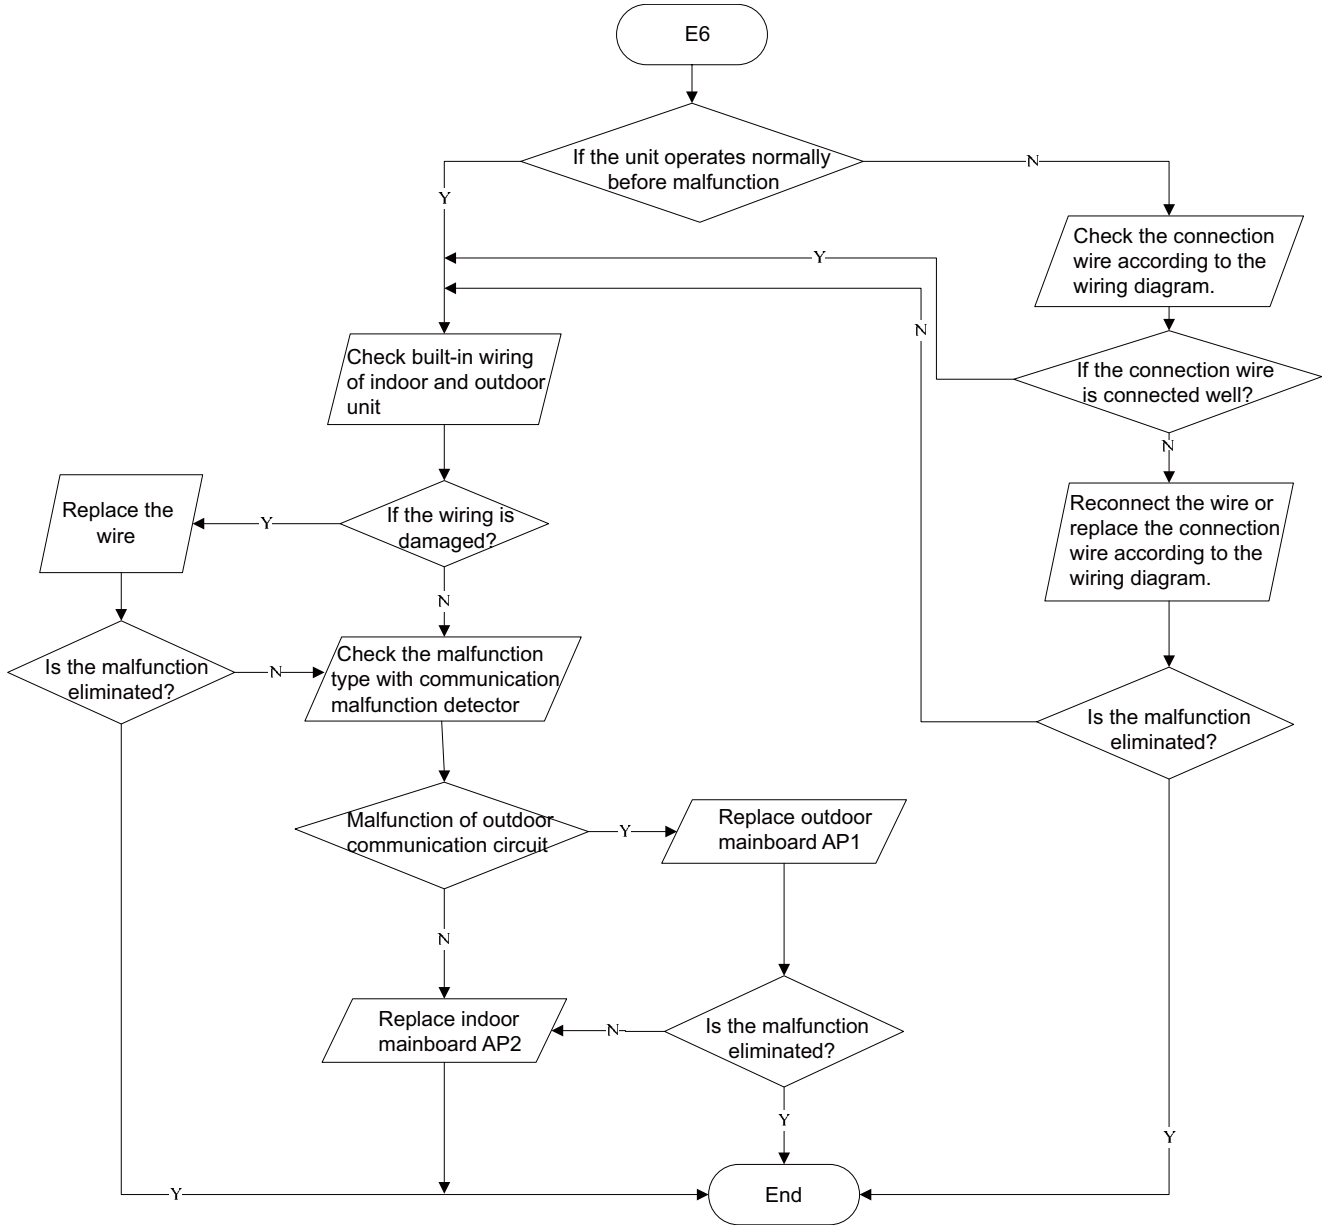 E6
If the unit operates normally
before malfunction
N
Y
Check the connection
wire according to the
wiring diagram.
Y
N
Check built-in wiring
of indoor and outdoor
unit
If the connection wire
is connected well?
N
Replace the
wire
Y
If the wiring is
damaged?
Reconnect the wire or
replace the connection
wire according to the
wiring diagram.
N
Is the malfunction
eliminated?
N
Check the malfunction
type with communication
malfunction detector
Is the malfunction
eliminated?
Malfunction of outdoor
communication circuit
Y
Replace outdoor
mainboard AP1
N
Replace indoor
mainboard AP2
N
Is the malfunction
eliminated?
Y
Y
Y
End